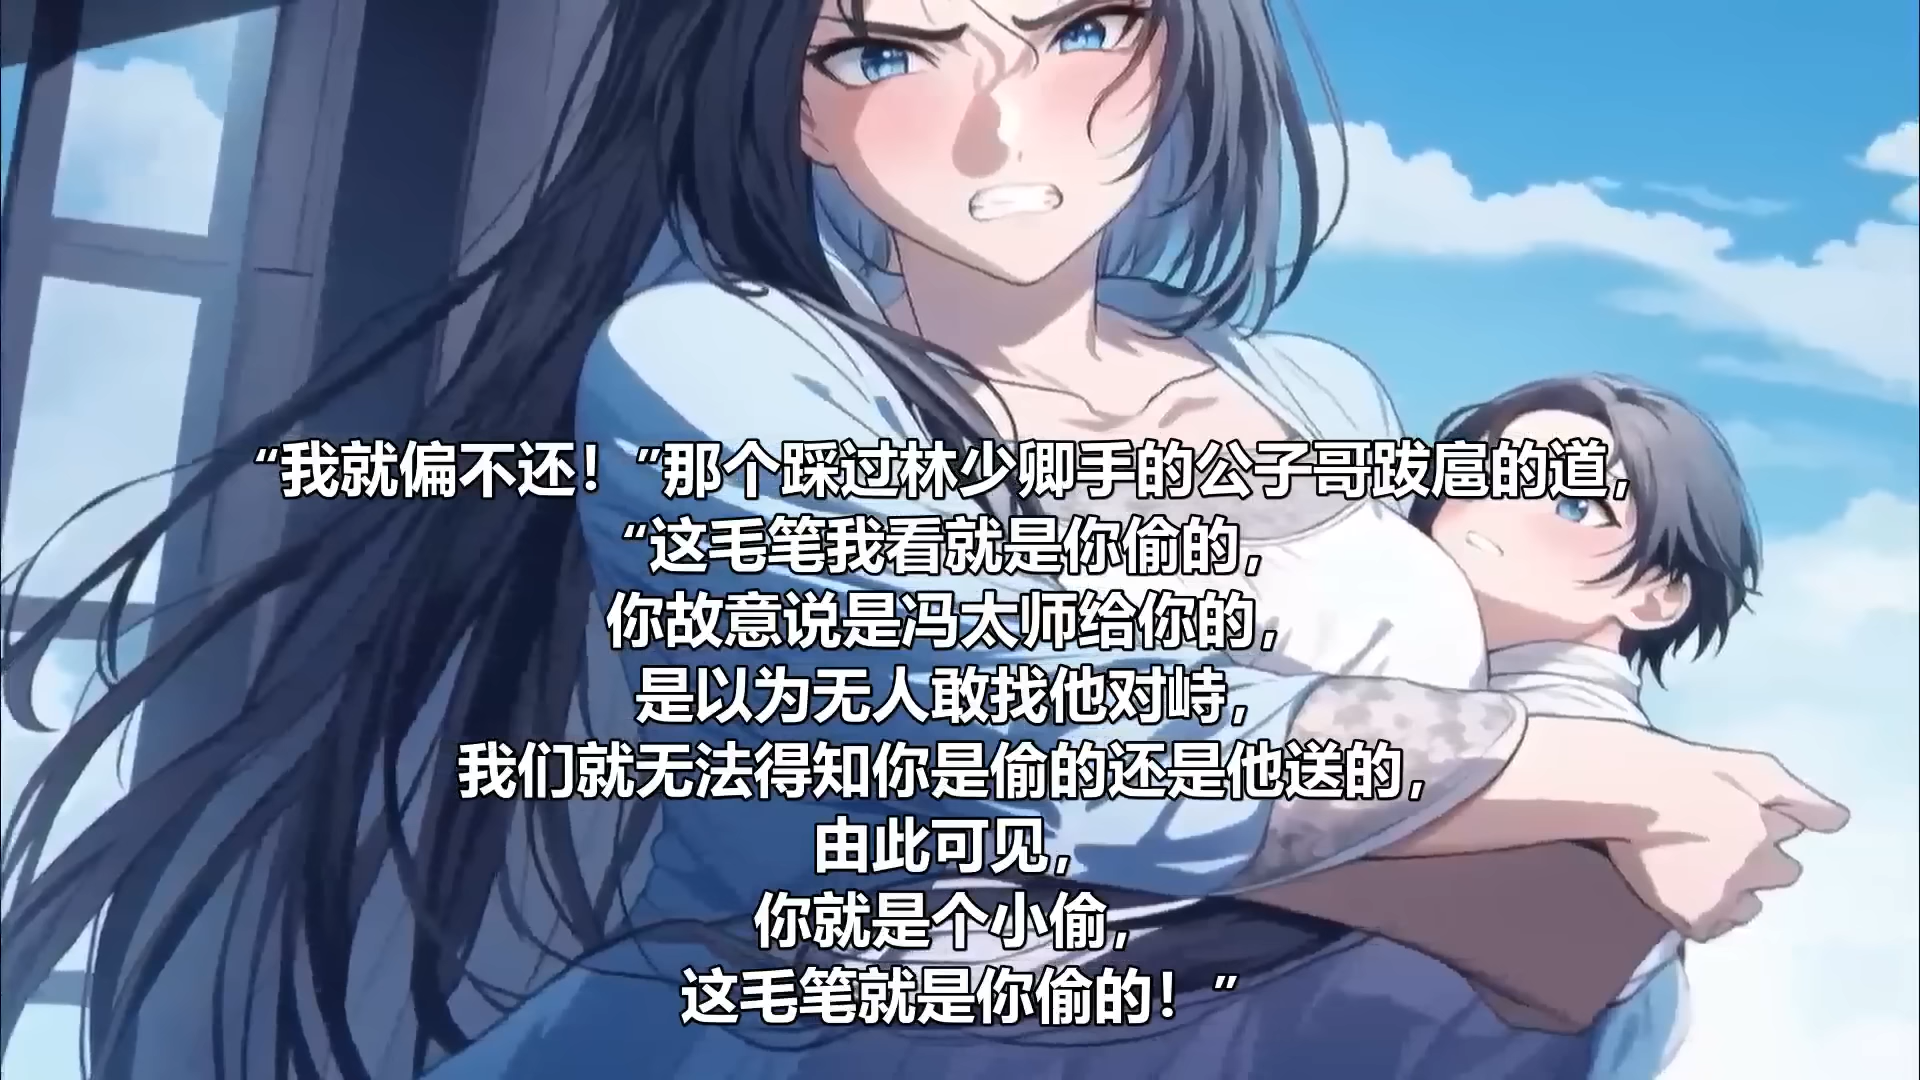 “我就偏不还！”那个踩过林少卿手的公子哥跋扈的道，
“这毛笔我看就是你偷的，
你故意说是冯太师给你的，
是以为无人敢找他对峙，
我们就无法得知你是偷的还是他送的，
由此可见，
你就是个小偷，
这毛笔就是你偷的！”